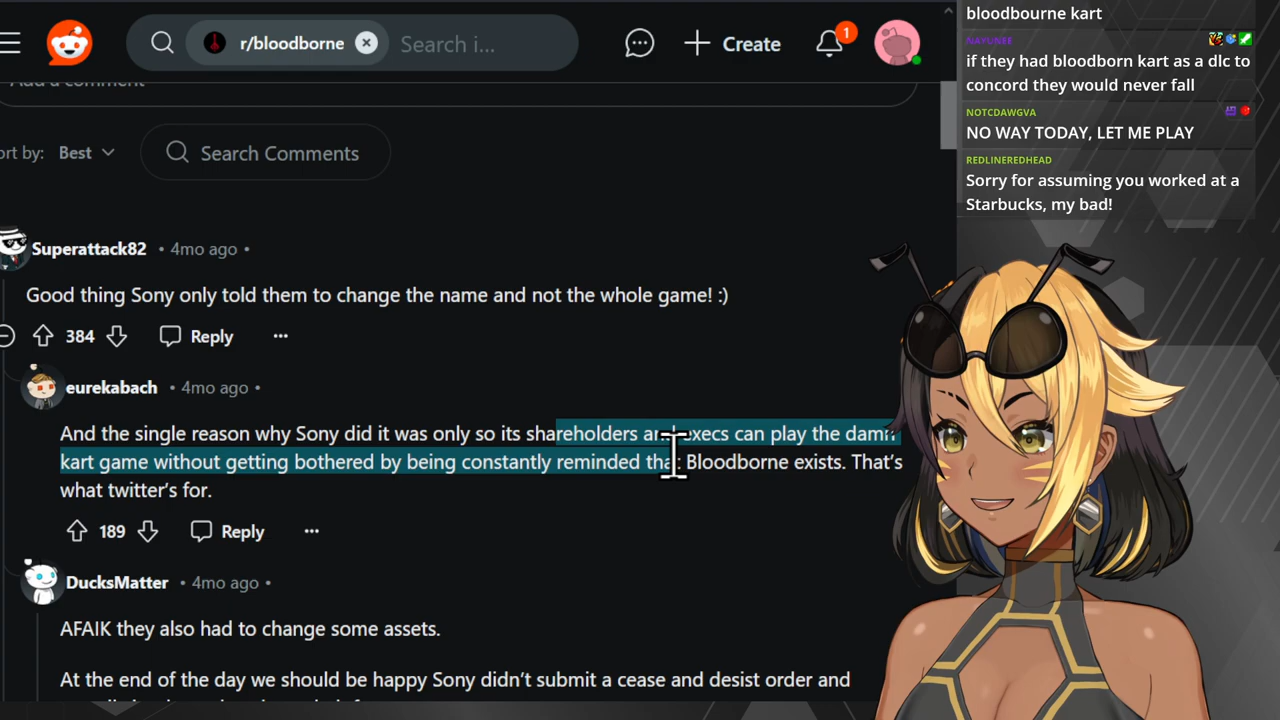 r/bloodborne
Search i...
Create
1
ort by: Best
Search Comments
Superattack82 • 4mo ago •
Good thing Sony only told them to change the name and not the whole game! :)
384
Reply
...
eurekabach • 4mo ago •
And the single reason why Sony did it was only so its shareholders and execs can play the damn
kart game without getting bothered by being constantly reminded that Bloodborne exists. That's
what twitter's for.
189
Reply
...
DucksMatter • 4mo ago •
AFAIK they also had to change some assets.
At the end of the day we should be happy Sony didn't submit a cease and desist order and
bloodbourne kart
NAYUNEE
if they had bloodborn kart as a dlc to
concord they would never fall
NOTCDAWGVA
NO WAY TODAY, LET ME PLAY
REDLINEREDHEAD
Sorry for assuming you worked at a
Starbucks, my bad!